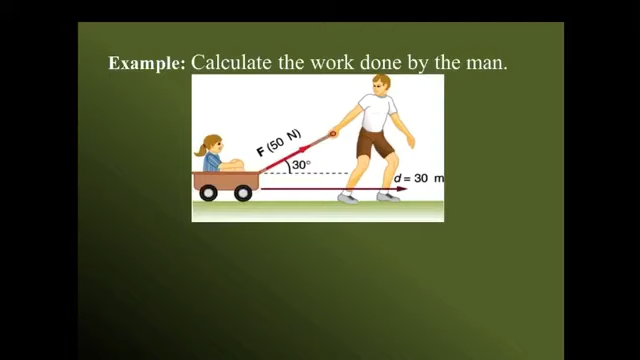 Example: Calculate the work done by the man.
F (50 N)
30°
d = 30 m